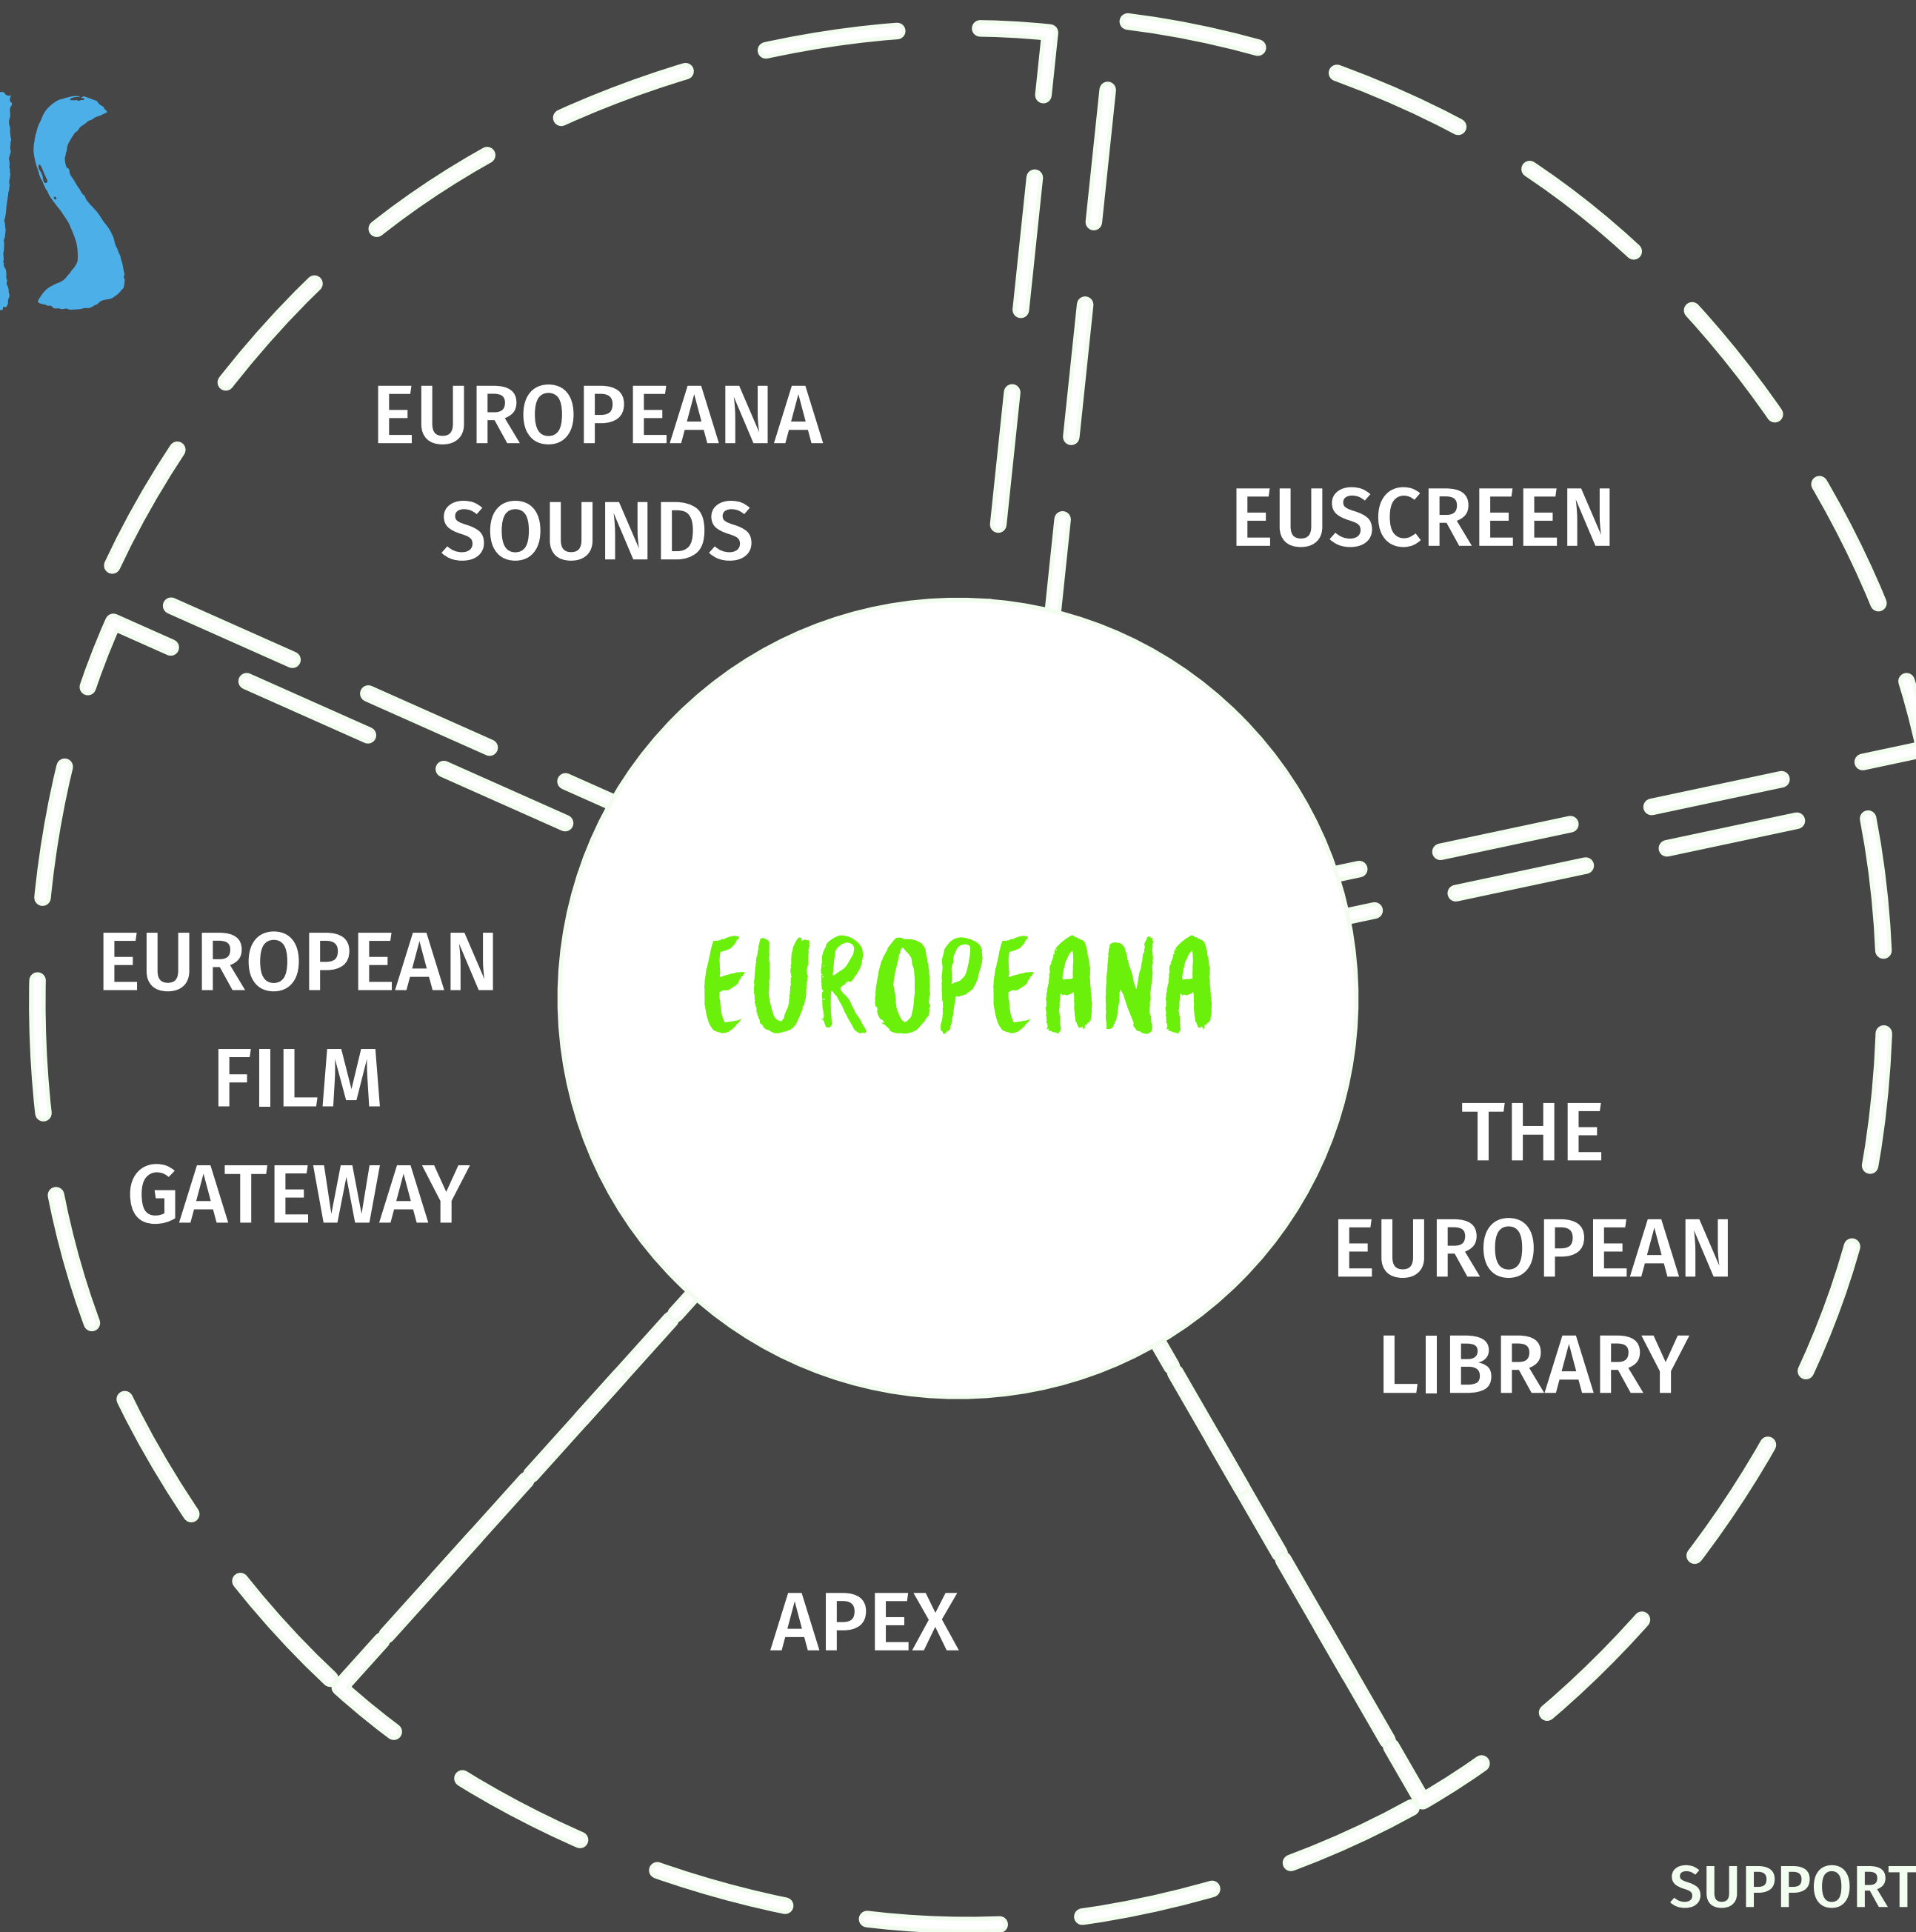 S
EUROPEANA
SOUNDS
EUSCREEN
EUROPEANA
EUROPEAN
FILM
GATEWAY
THE
EUROPEAN
LIBRARY
APEX
SUPPORT